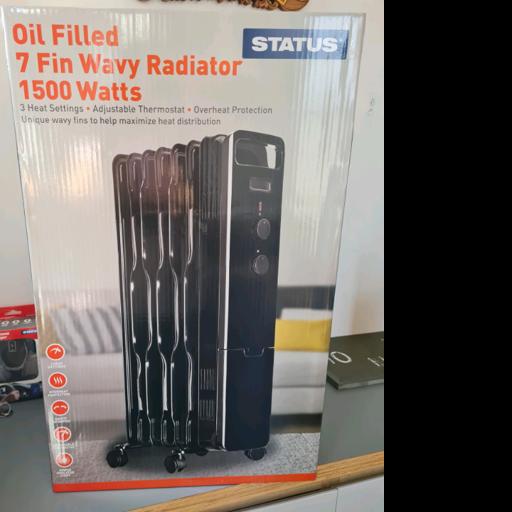 Oil Filled
STATUS
7 Fin Wavy Radiator
1500 Watts
3 Heat Settings • Adjustable Thermostat • Overheat Protection
Unique wavy fins to help maximize heat distribution